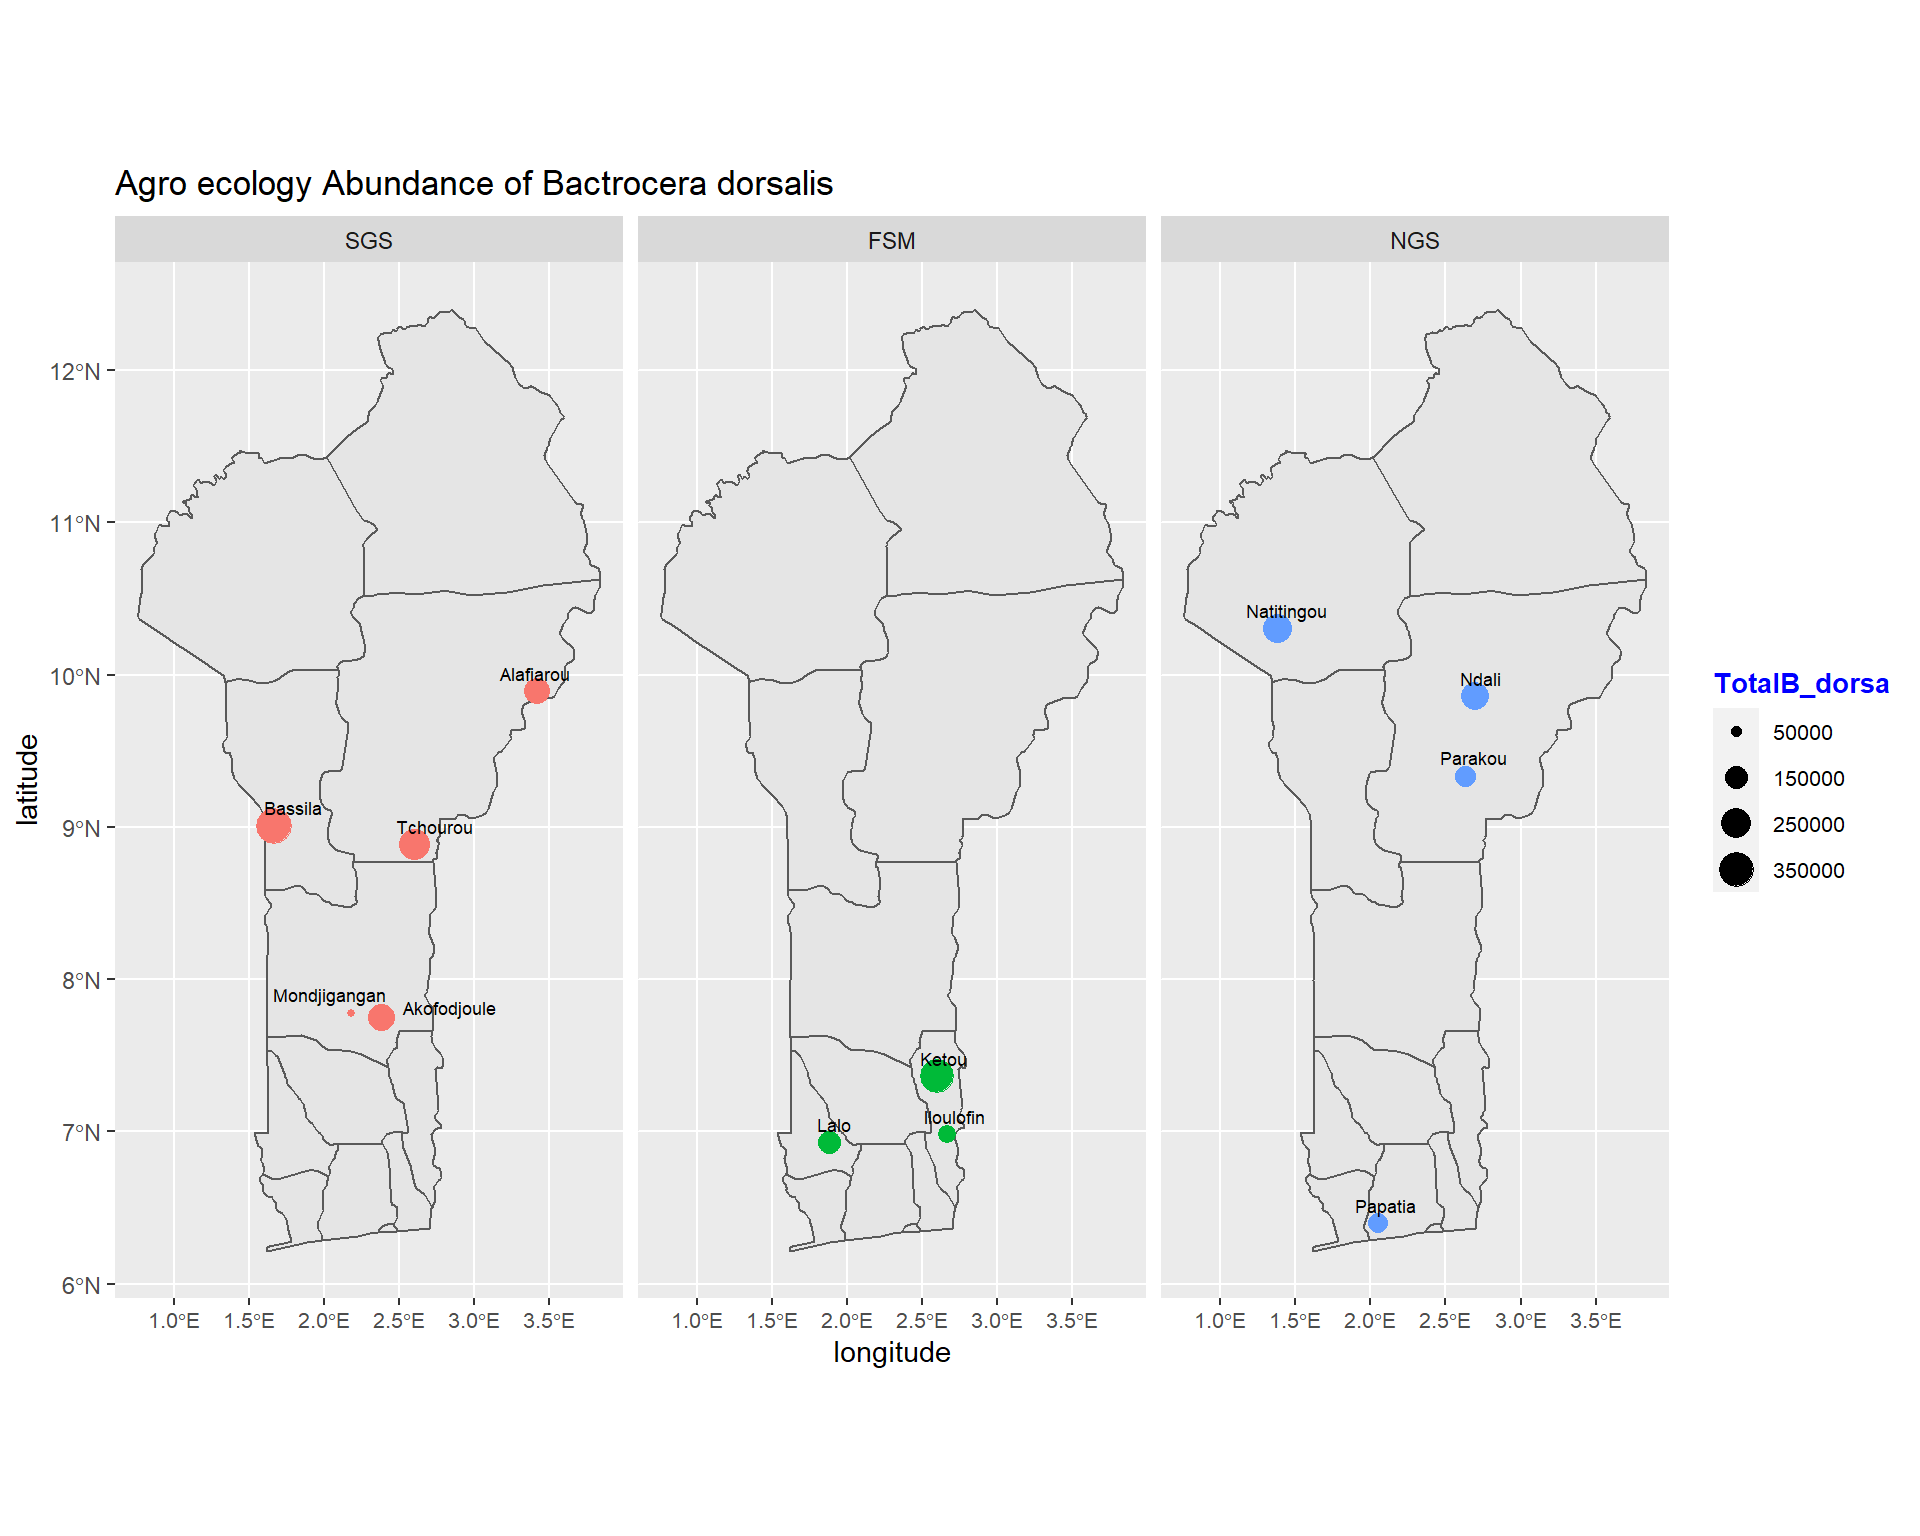 Agro ecology Abundance of Bactrocera dorsalis
SGS
FSM
NGS
12°N
11°N
10°N
9°N
8°N
7°N
6°N
latitude
Alafiarou
Bassila
Tchourou
Mondjigangan
Akofodjoule
Ketou
Iloulofin
Lalo
Natitingou
Ndali
Parakou
Papatia
1.0°E 1.5°E 2.0°E 2.5°E 3.0°E 3.5°E
1.0°E 1.5°E 2.0°E 2.5°E 3.0°E 3.5°E
1.0°E 1.5°E 2.0°E 2.5°E 3.0°E 3.5°E
longitude
TotalB_dorsa
50000
150000
250000
350000